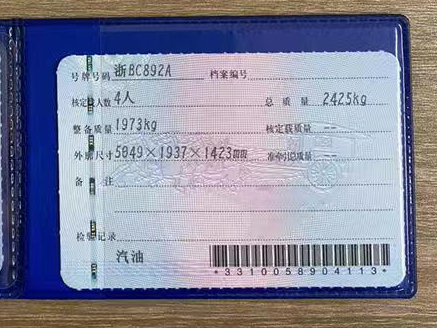 号牌号码 浙BC892A 档案编号
核定载人数 4人 总质量 2425kg
整备质量 1973kg 核定载质量 --
外廓尺寸 5049×1937×1423mm 准牵引总质量 --
备注
检验记录
汽油
*3310058904113*